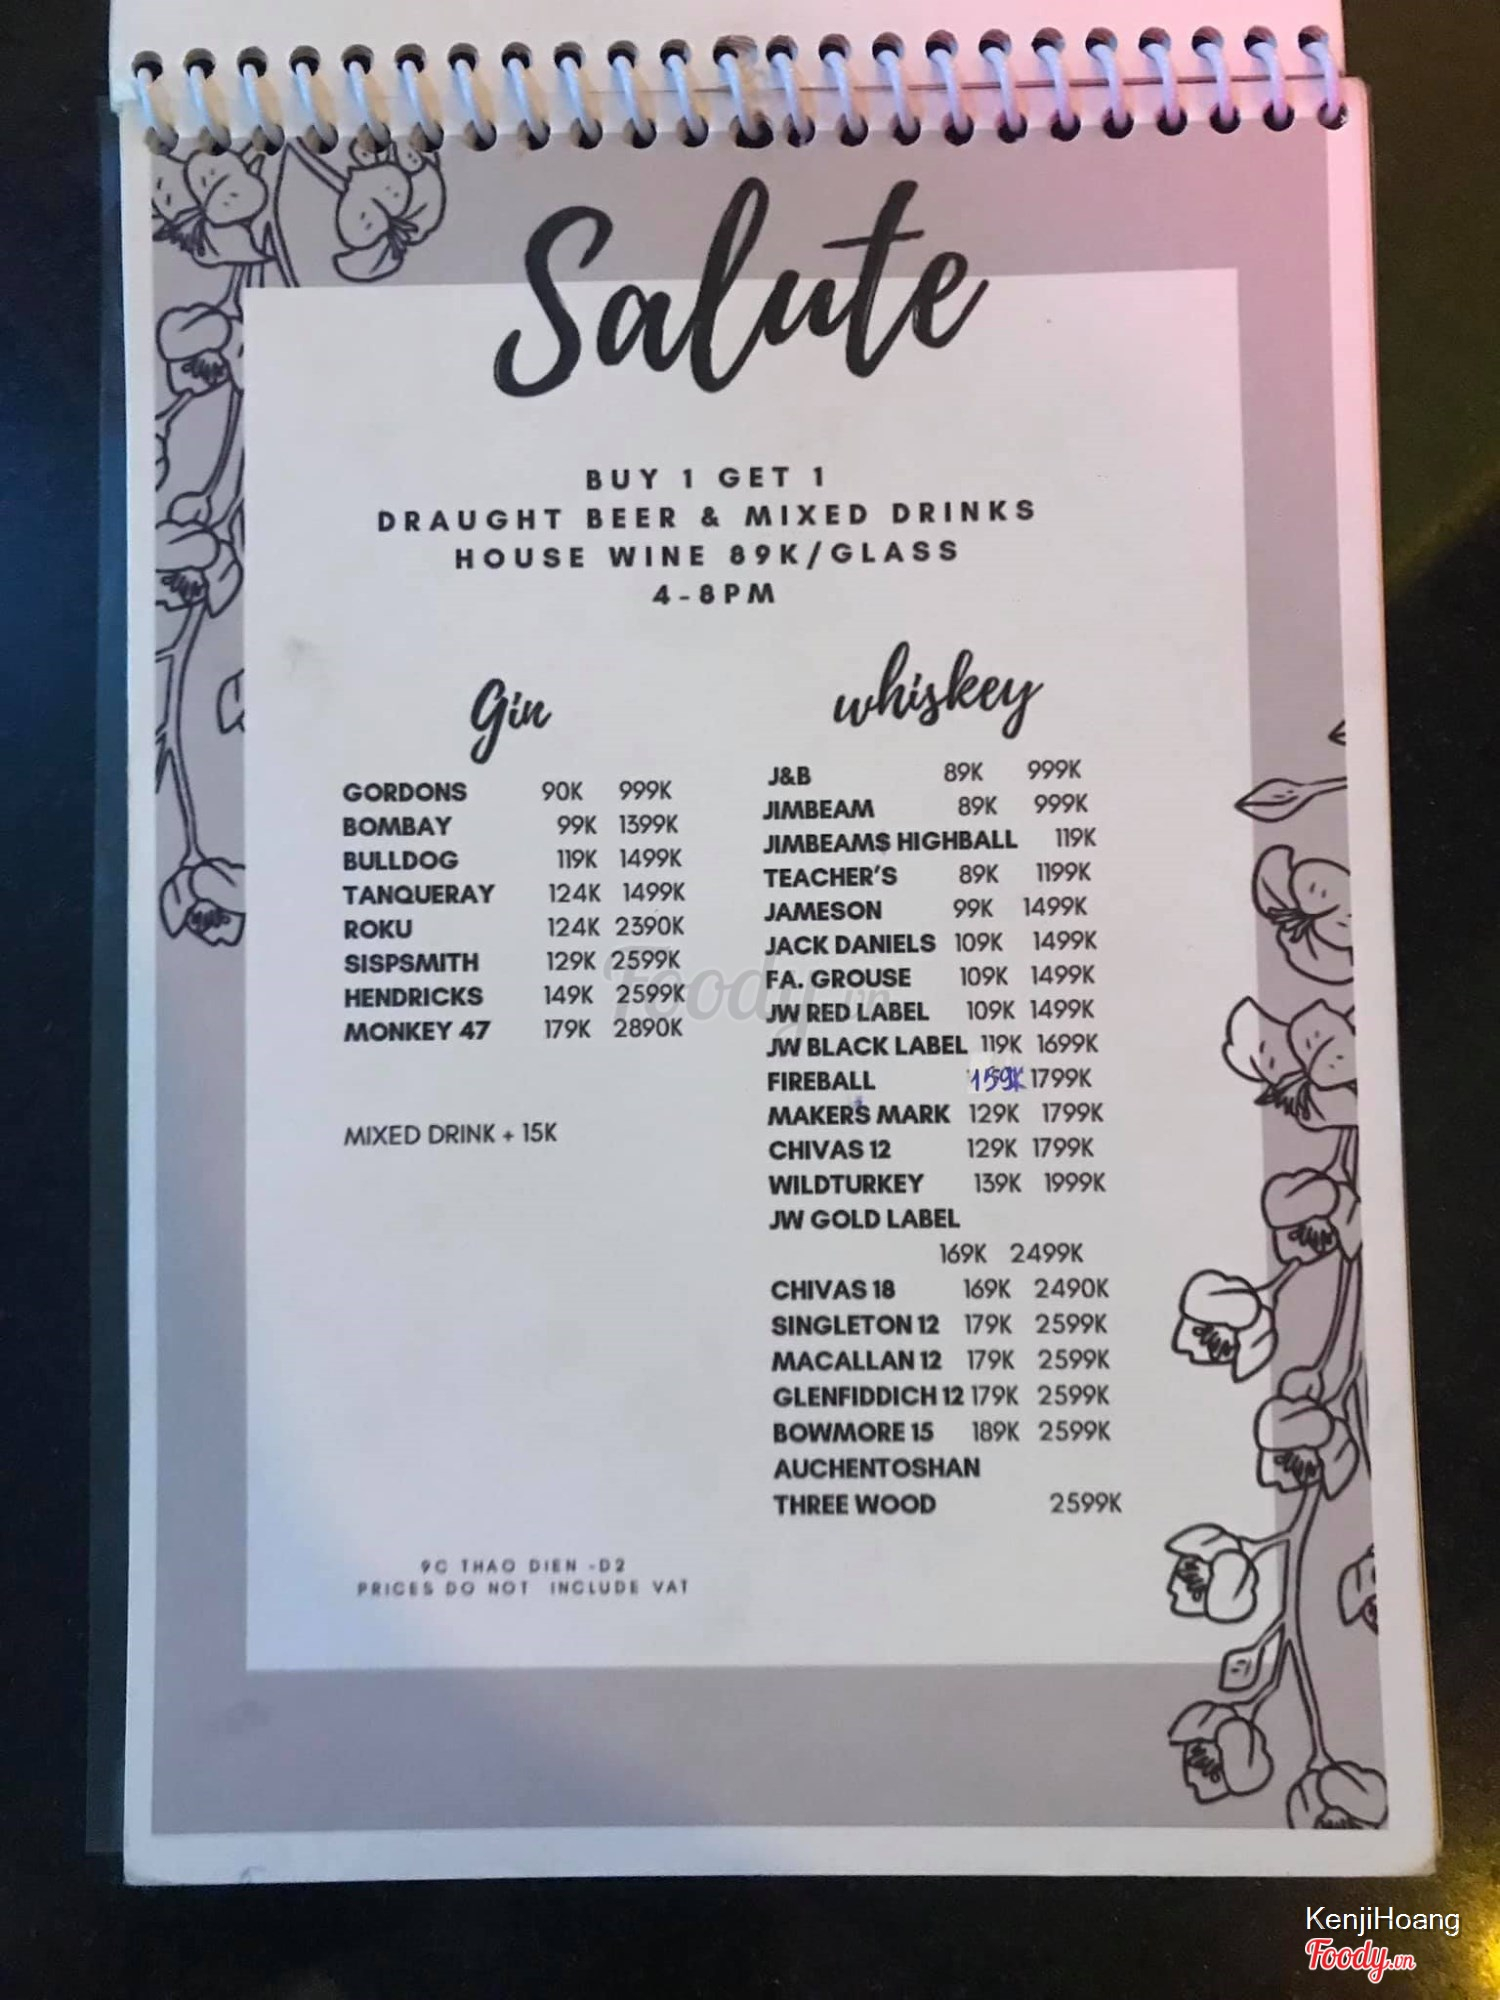 Salute
BUY 1 GET 1
DRAUGHT BEER & MIXED DRINKS
HOUSE WINE 89K/GLASS
4-8PM
Gin
GORDONS 90K 999K
BOMBAY 99K 1399K
BULLDOG 119K 1499K
TANQUERAY 124K 1499K
ROKU 124K 2390K
SISPSMITH 129K 2599K
HENDRICKS 149K 2599K
MONKEY 47 179K 2890K
MIXED DRINK + 15K
whiskey
J&B 89K 999K
JIMBEAM 89K 999K
JIMBEAMS HIGHBALL 119K
TEACHER'S 89K 1199K
JAMESON 99K 1499K
JACK DANIELS 109K 1499K
FA. GROUSE 109K 1499K
JW RED LABEL 109K 1499K
JW BLACK LABEL 119K 1699K
FIREBALL 159K 1799K
MAKERS MARK 129K 1799K
CHIVAS 12 129K 1799K
WILDTURKEY 139K 1999K
JW GOLD LABEL
169K 2499K
CHIVAS 18 169K 2490K
SINGLETON 12 179K 2599K
MACALLAN 12 179K 2599K
GLENFIDDICH 12 179K 2599K
BOWMORE 15 189K 2599K
AUCHENTOSHAN
THREE WOOD 2599K
9C THAO DIEN -D2
PRICES DO NOT INCLUDE VAT
Foody.vn
KenjiHoang
Foody.vn